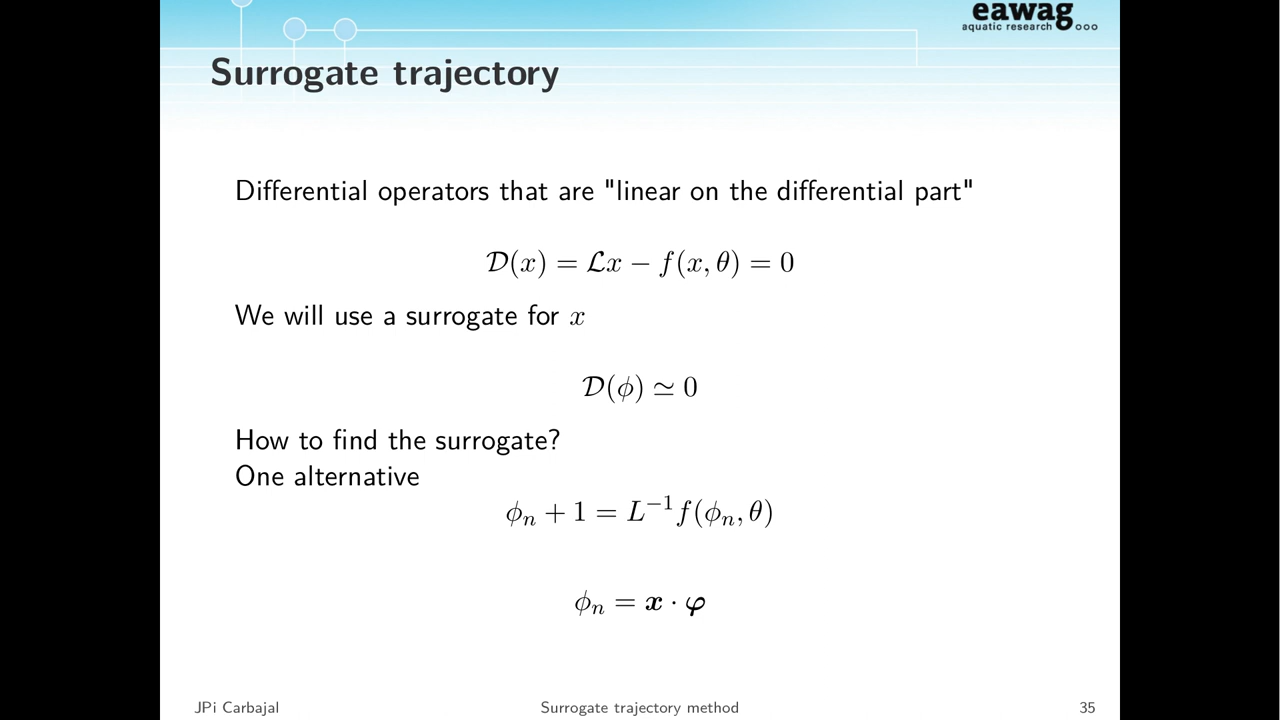 eawag
aquatic research
Surrogate trajectory
Differential operators that are "linear on the differential part"
𝒟(x) = ℒx − f(x, θ) = 0
We will use a surrogate for x
𝒟(ϕ) ≃ 0
How to find the surrogate?
One alternative
ϕₙ + 1 = L⁻¹f(ϕₙ, θ)
ϕₙ = 𝒙 · 𝝋
JPi Carbajal Surrogate trajectory method 35